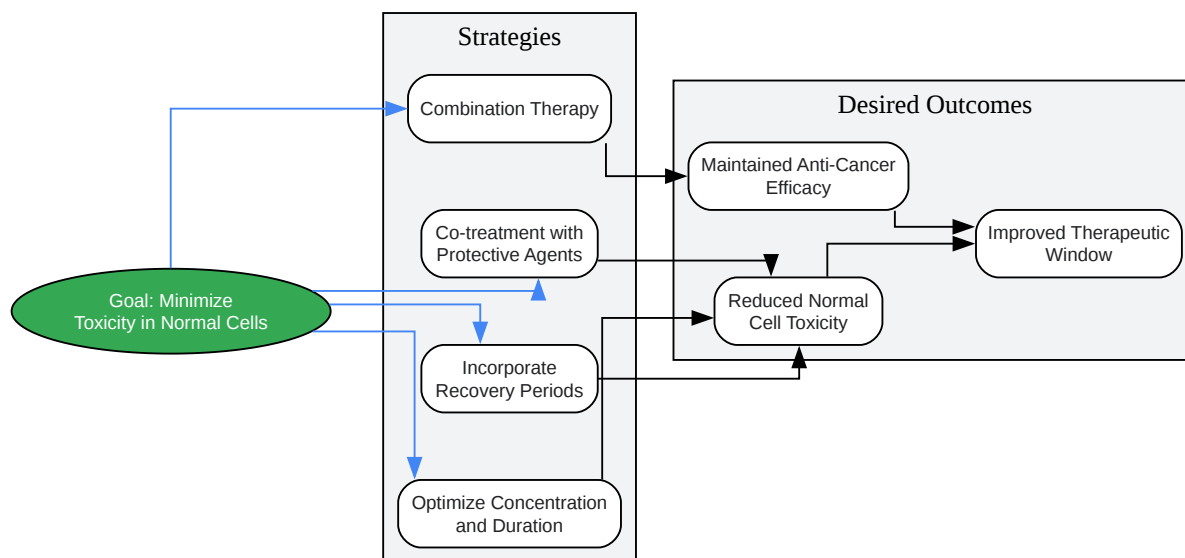 Strategies
Combination Therapy
Co-treatment with
Protective Agents
Incorporate
Recovery Periods
Optimize Concentration
and Duration
Goal: Minimize
Toxicity in Normal Cells
Desired Outcomes
Maintained Anti-Cancer
Efficacy
Reduced Normal
Cell Toxicity
Improved Therapeutic
Window